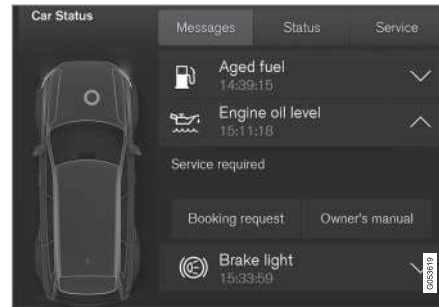 Car Status
Messages Status Service
Aged fuel
14:39:15
Engine oil level
15:11:18
Service required
Booking request Owner's manual
Brake light
15:33:59
G053619